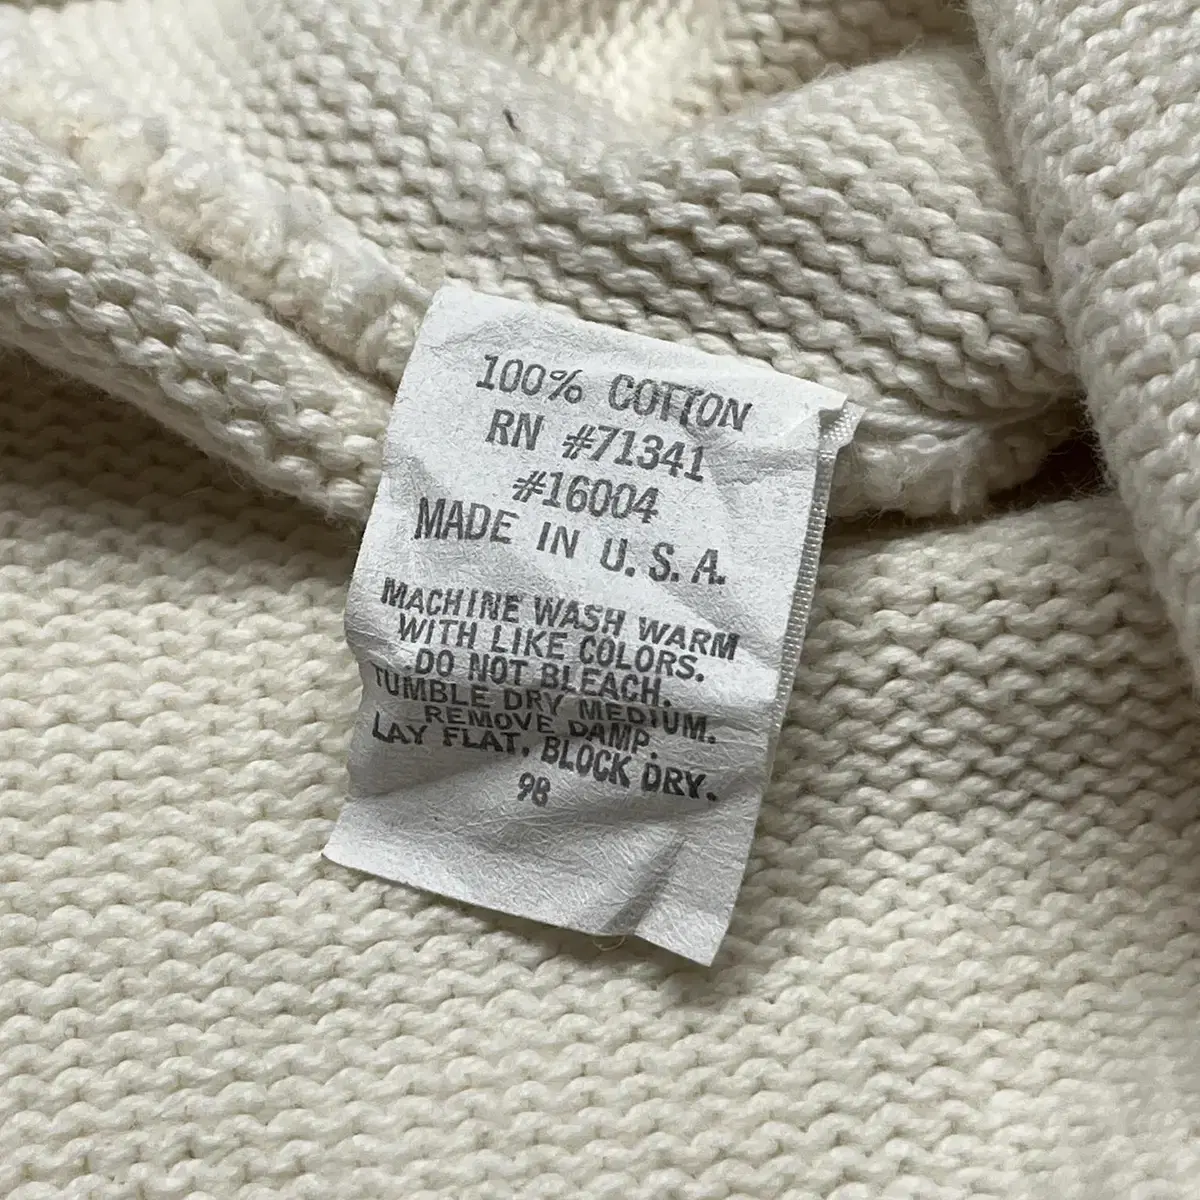 100% COTTON
RN #71341
#16004
MADE IN U.S.A.
MACHINE WASH WARM
WITH LIKE COLORS.
DO NOT BLEACH.
TUMBLE DRY MEDIUM.
REMOVE DAMP.
LAY FLAT, BLOCK DRY.
98